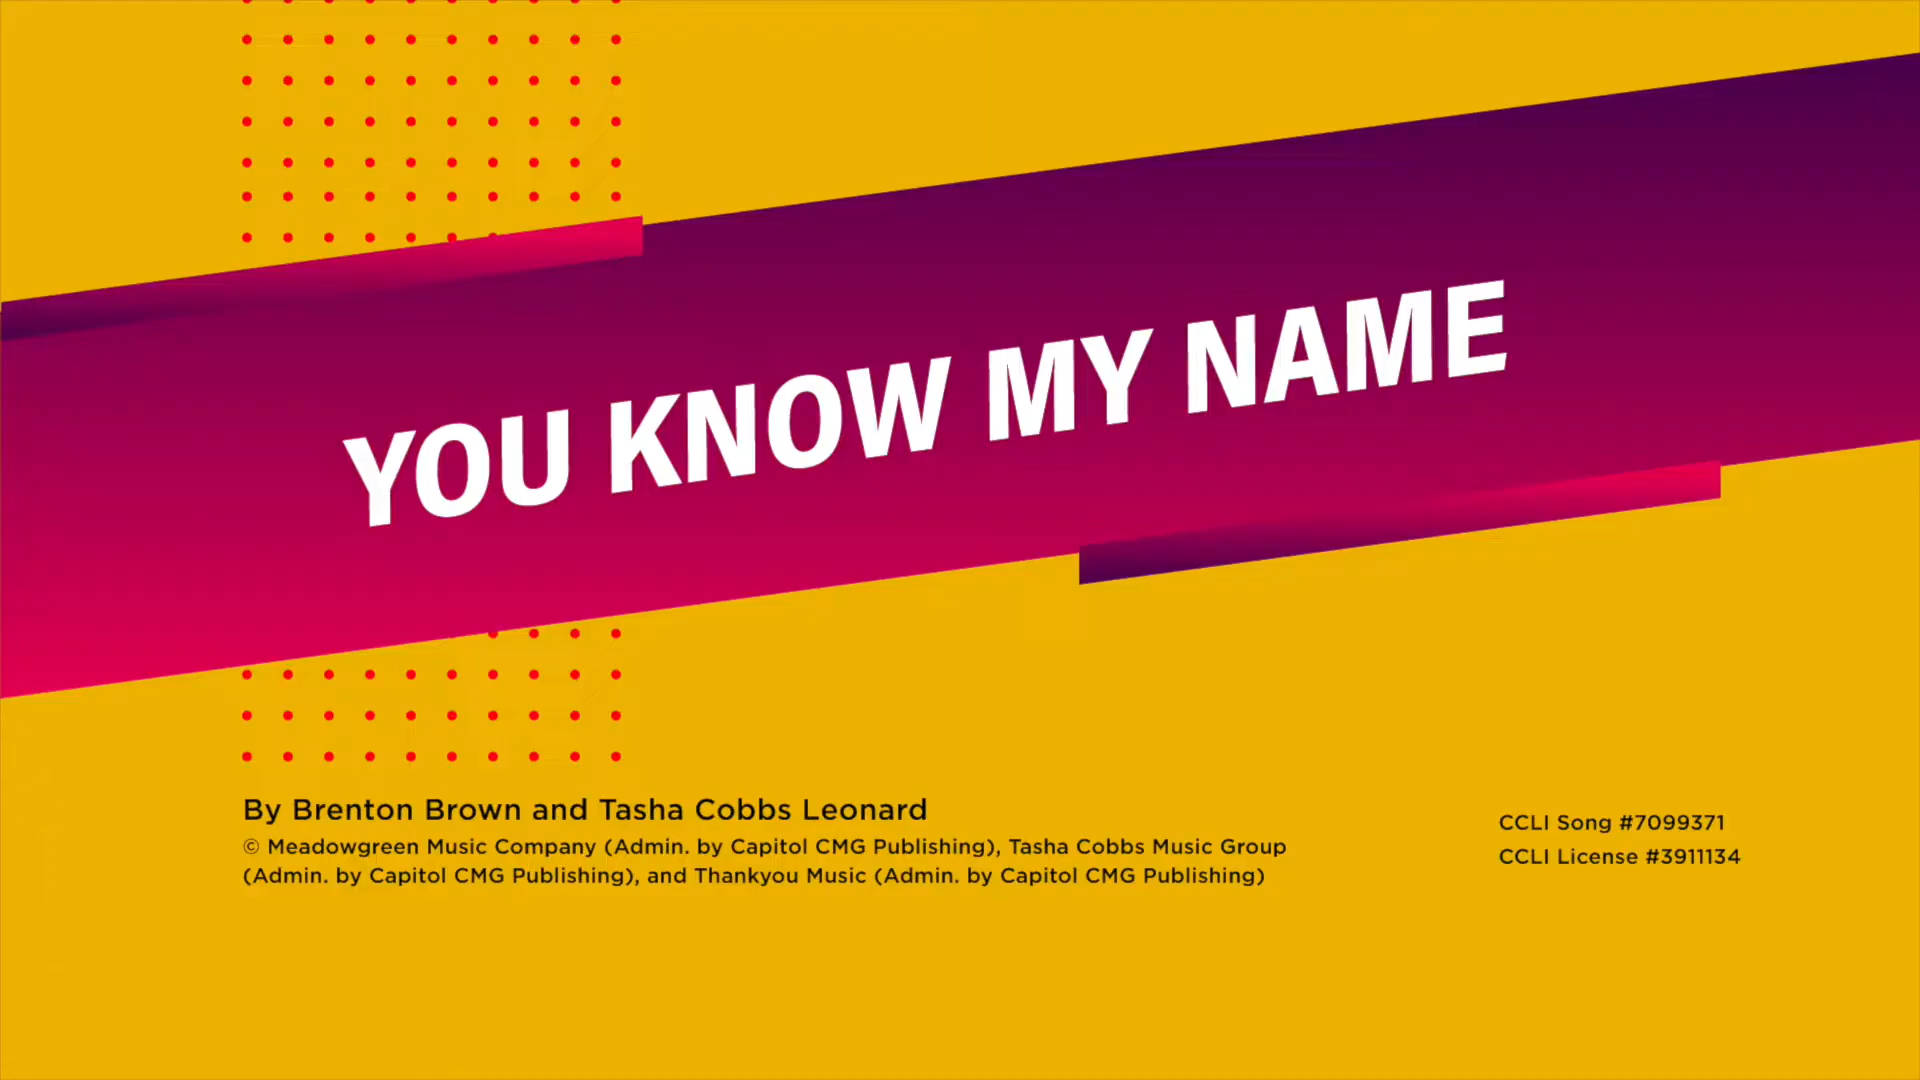 YOU KNOW MY NAME
By Brenton Brown and Tasha Cobbs Leonard
© Meadowgreen Music Company (Admin. by Capitol CMG Publishing), Tasha Cobbs Music Group
(Admin. by Capitol CMG Publishing), and Thankyou Music (Admin. by Capitol CMG Publishing)
CCLI Song #7099371
CCLI License #3911134